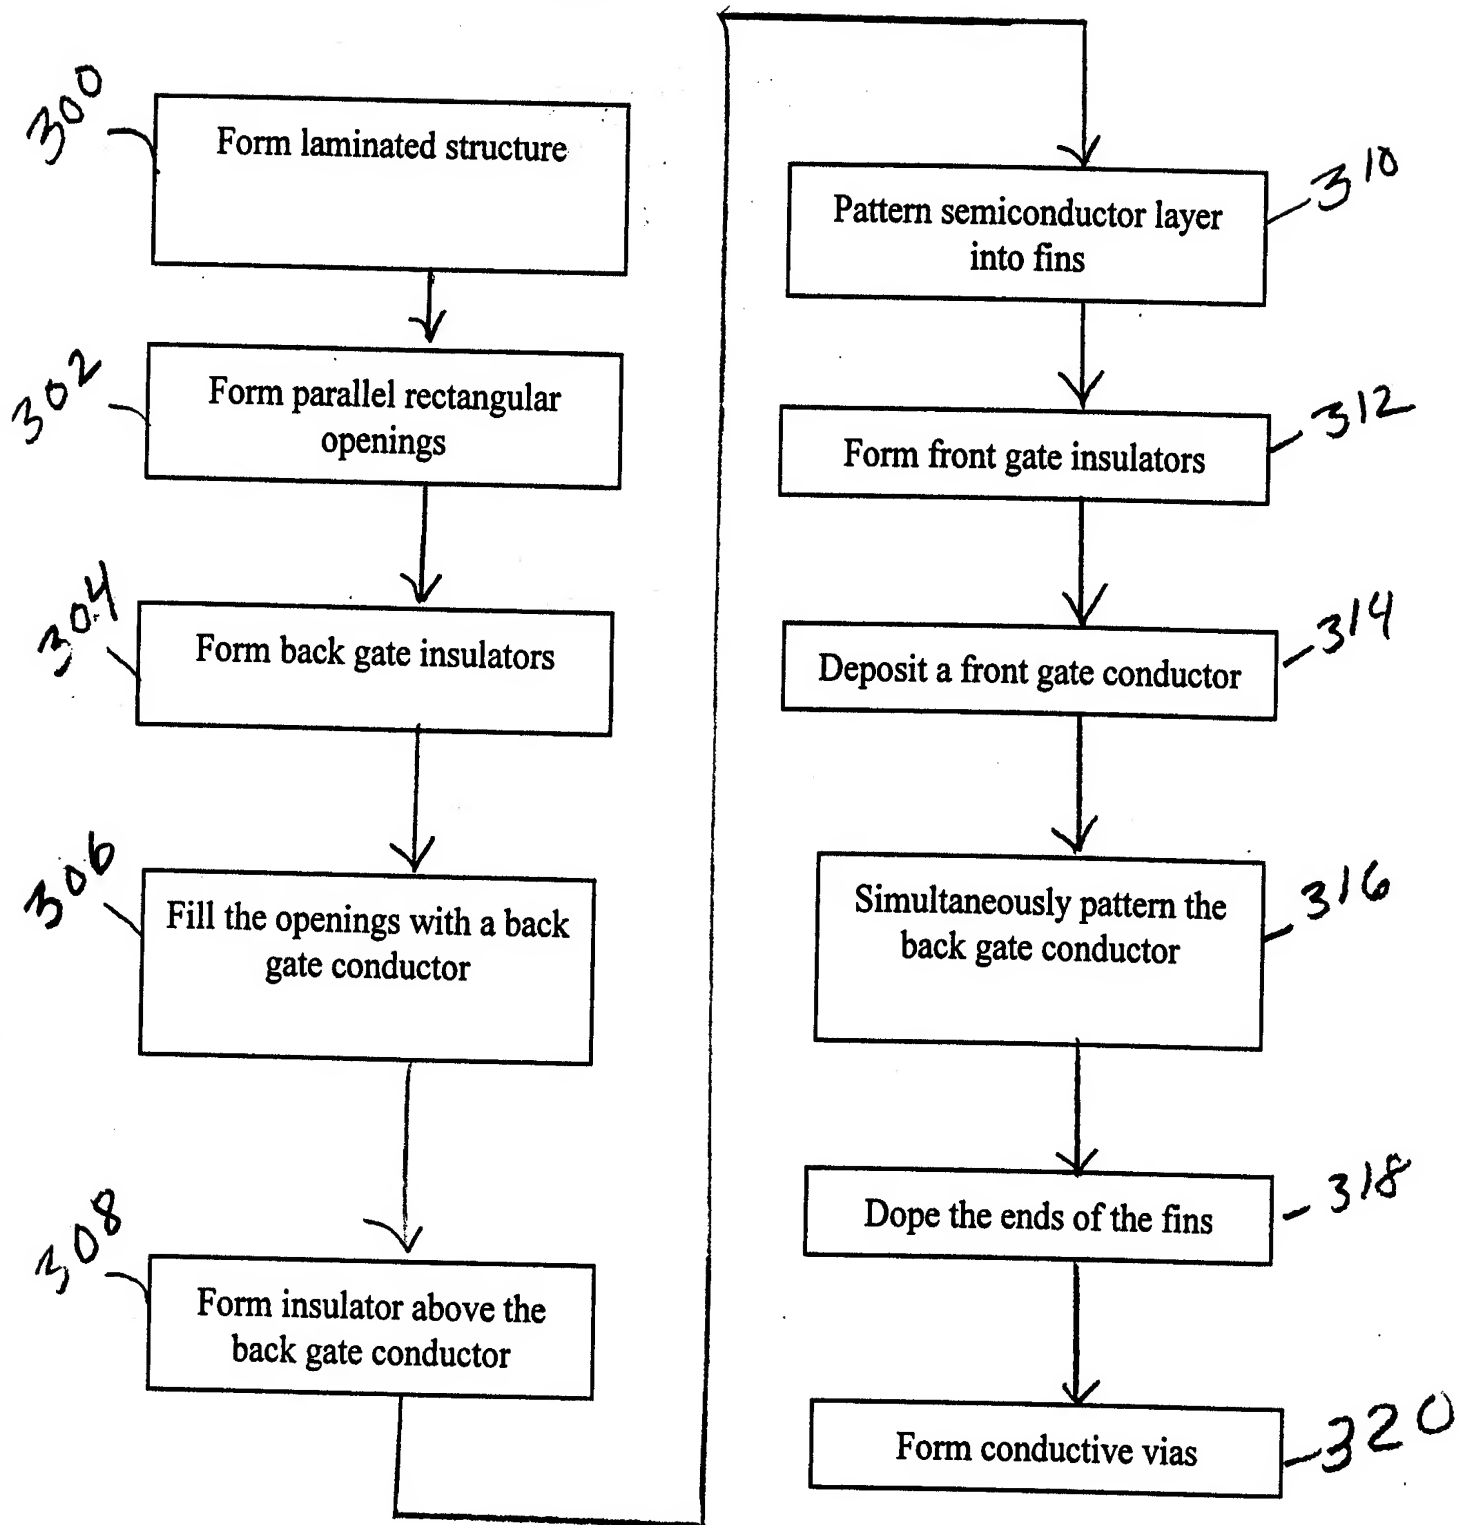 300
Form laminated structure
302
Form parallel rectangular
openings
304
Form back gate insulators
306
Fill the openings with a back
gate conductor
308
Form insulator above the
back gate conductor
310
Pattern semiconductor layer
into fins
312
Form front gate insulators
314
Deposit a front gate conductor
316
Simultaneously pattern the
back gate conductor
318
Dope the ends of the fins
320
Form conductive vias